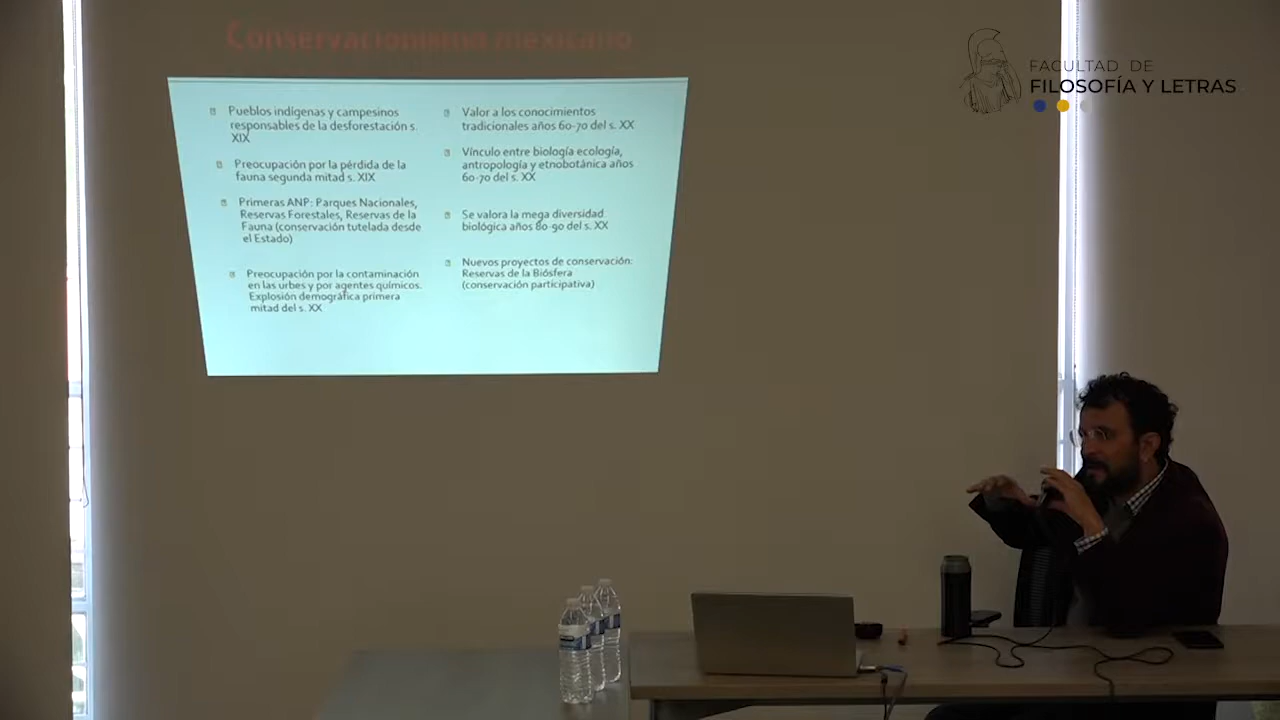 Conservacionismo mexicano
Pueblos indígenas y campesinos
responsables de la desforestación s.
XIX
Preocupación por la pérdida de la
fauna segunda mitad s. XIX
Primeras ANP: Parques Nacionales,
Reservas Forestales, Reservas de la
Fauna (conservación tutelada desde
el Estado)
Preocupación por la contaminación
en las urbes y por agentes químicos.
Explosión demográfica primera
mitad del s. XX
Valor a los conocimientos
tradicionales años 60-70 del s. XX
Vínculo entre biología ecología,
antropología y etnobotánica años
60-70 del s. XX
Se valora la mega diversidad
biológica años 80-90 del s. XX
Nuevos proyectos de conservación:
Reservas de la Biósfera
(conservación participativa)
FACULTAD DE
FILOSOFÍA Y LETRAS